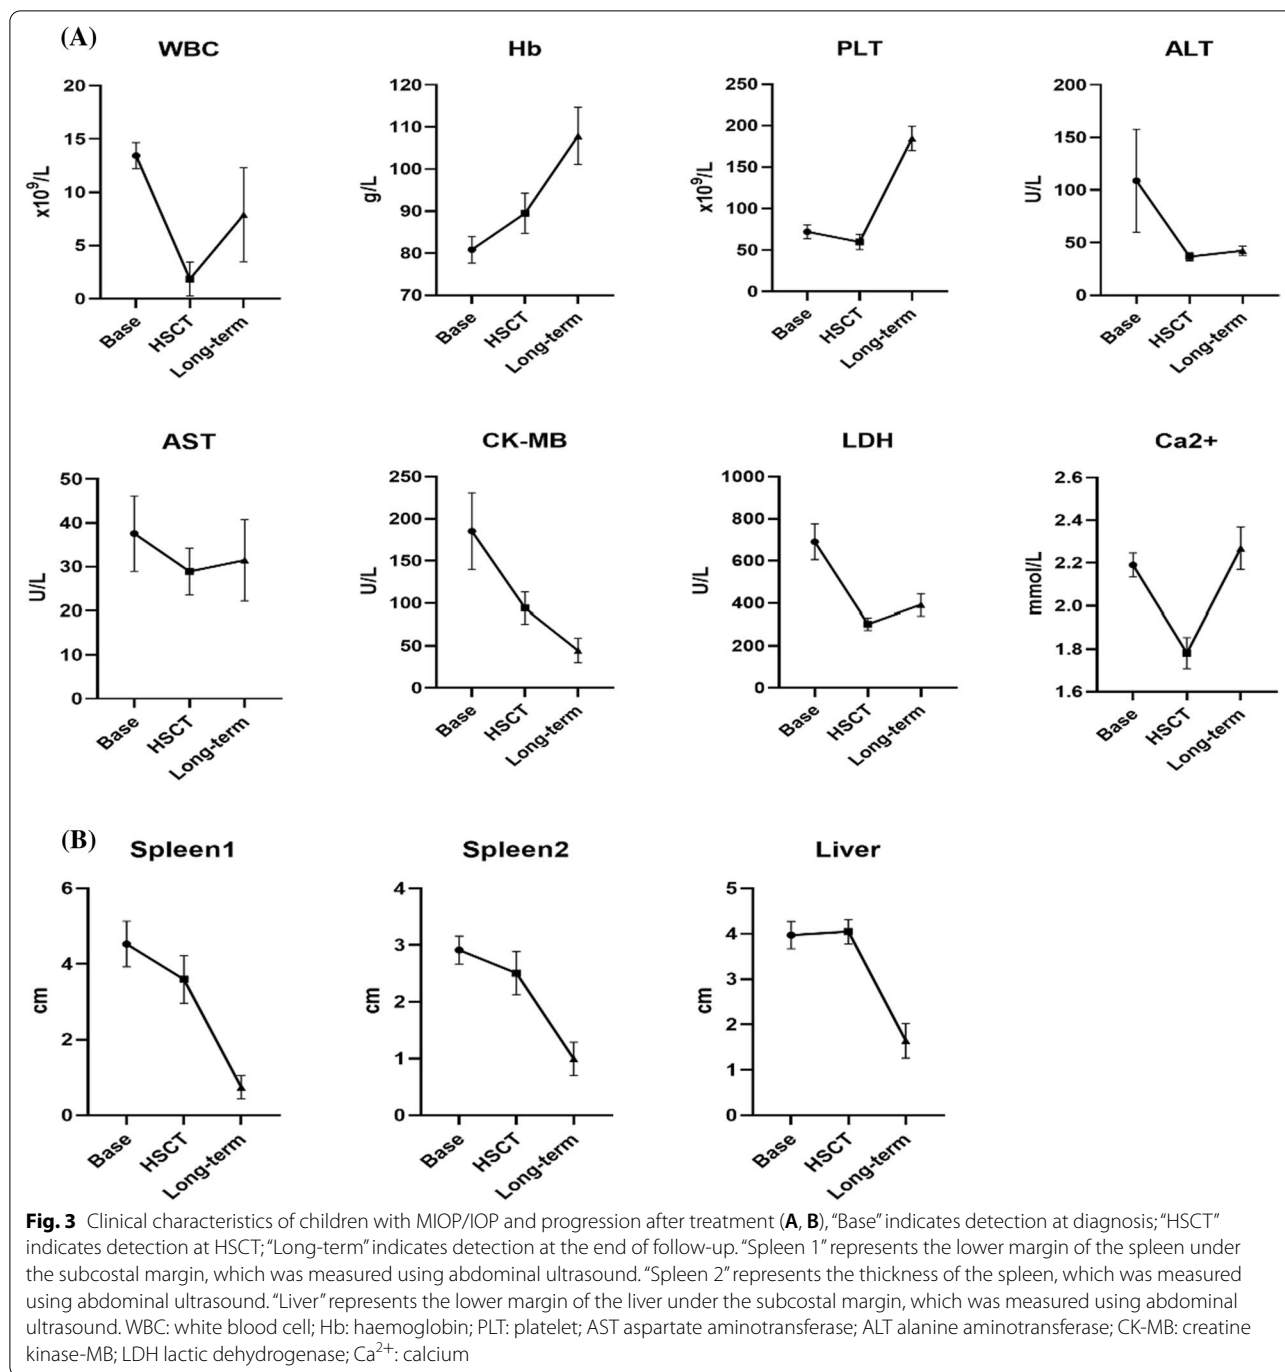 (A)
WBC
20
15
10
5
0
x10⁹/L
Base
HSCT
Long-term
Hb
120
110
100
90
80
70
g/L
Base
HSCT
Long-term
PLT
250
200
150
100
50
0
x10⁹/L
Base
HSCT
Long-term
ALT
200
150
100
50
0
U/L
Base
HSCT
Long-term
AST
50
40
30
20
10
0
U/L
Base
HSCT
Long-term
CK-MB
250
200
150
100
50
0
U/L
Base
HSCT
Long-term
LDH
1000
800
600
400
200
0
U/L
Base
HSCT
Long-term
Ca2+
2.6
2.4
2.2
2.0
1.8
1.6
mmol/L
Base
HSCT
Long-term
(B)
Spleen1
6
4
2
0
cm
Base
HSCT
Long-term
Spleen2
4
3
2
1
0
cm
Base
HSCT
Long-term
Liver
5
4
3
2
1
0
cm
Base
HSCT
Long-term
Fig. 3 Clinical characteristics of children with MIOP/IOP and progression after treatment (A, B), “Base” indicates detection at diagnosis; “HSCT”
indicates detection at HSCT; “Long-term” indicates detection at the end of follow-up. “Spleen 1” represents the lower margin of the spleen under
the subcostal margin, which was measured using abdominal ultrasound. “Spleen 2” represents the thickness of the spleen, which was measured
using abdominal ultrasound. “Liver” represents the lower margin of the liver under the subcostal margin, which was measured using abdominal
ultrasound. WBC: white blood cell; Hb: haemoglobin; PLT: platelet; AST aspartate aminotransferase; ALT alanine aminotransferase; CK-MB: creatine
kinase-MB; LDH lactic dehydrogenase; Ca²⁺: calcium